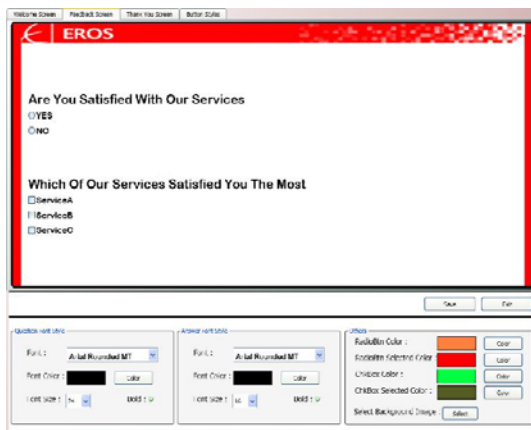 Welcome Screen Feedback Screen Thank You Screen Button Styles
EROS
Are You Satisfied With Our Services
YES
NO
Which Of Our Services Satisfied You The Most
ServiceA
ServiceB
ServiceC
Save Exit
Question Font Style Answer Font Style Others
Font : Arial Rounded MT Font : Arial Rounded MT RadioBtn Color : Color
Font Color : Color Font Color : Color RadioBtn Selected Color : Color
ChkBox Color : Color
Font Size : Bold : Font Size : Bold : ChkBox Selected Color : Color
Select Background Image : Select